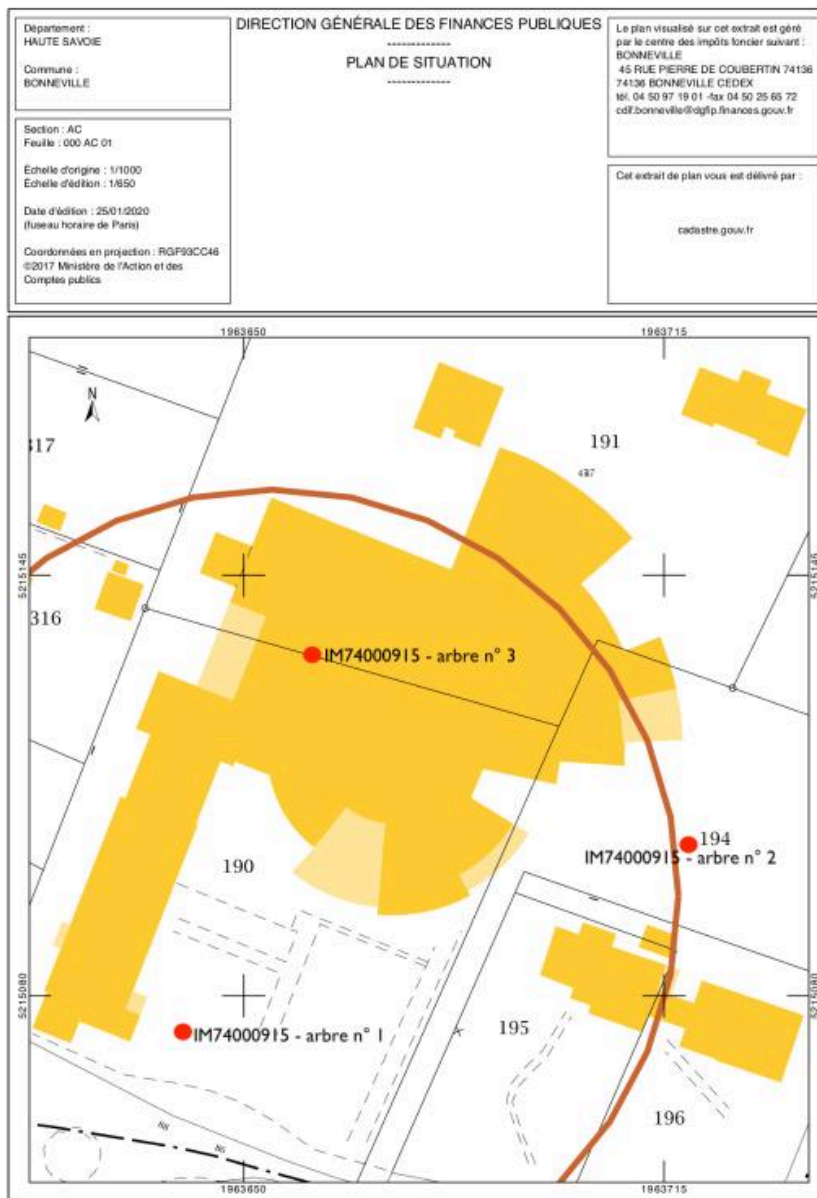 Département :
HAUTE SAVOIE
Commune :
BONNEVILLE
Section : AC
Feuille : 000 AC 01
Échelle d'origine : 1/1000
Échelle d'édition : 1/650
Date d'édition : 25/01/2020
(fuseau horaire de Paris)
Coordonnées en projection : RGF93CC46
©2017 Ministère de l'Action et des
Comptes publics
DIRECTION GÉNÉRALE DES FINANCES PUBLIQUES
-------------
PLAN DE SITUATION
-------------
Le plan visualisé sur cet extrait est géré
par le centre des impôts foncier suivant :
BONNEVILLE
45 RUE PIERRE DE COUBERTIN 74136
74136 BONNEVILLE CEDEX
tél. 04 50 97 19 01 -fax 04 50 25 65 72
cdif.bonneville@dgfip.finances.gouv.fr
Cet extrait de plan vous est délivré par :
cadastre.gouv.fr
1963650
1963715
N
317
191
5215145
5215145
316
IM74000915 - arbre n° 3
194
IM74000915 - arbre n° 2
190
5215080
5215080
195
IM74000915 - arbre n° 1
196
1963650
1963715